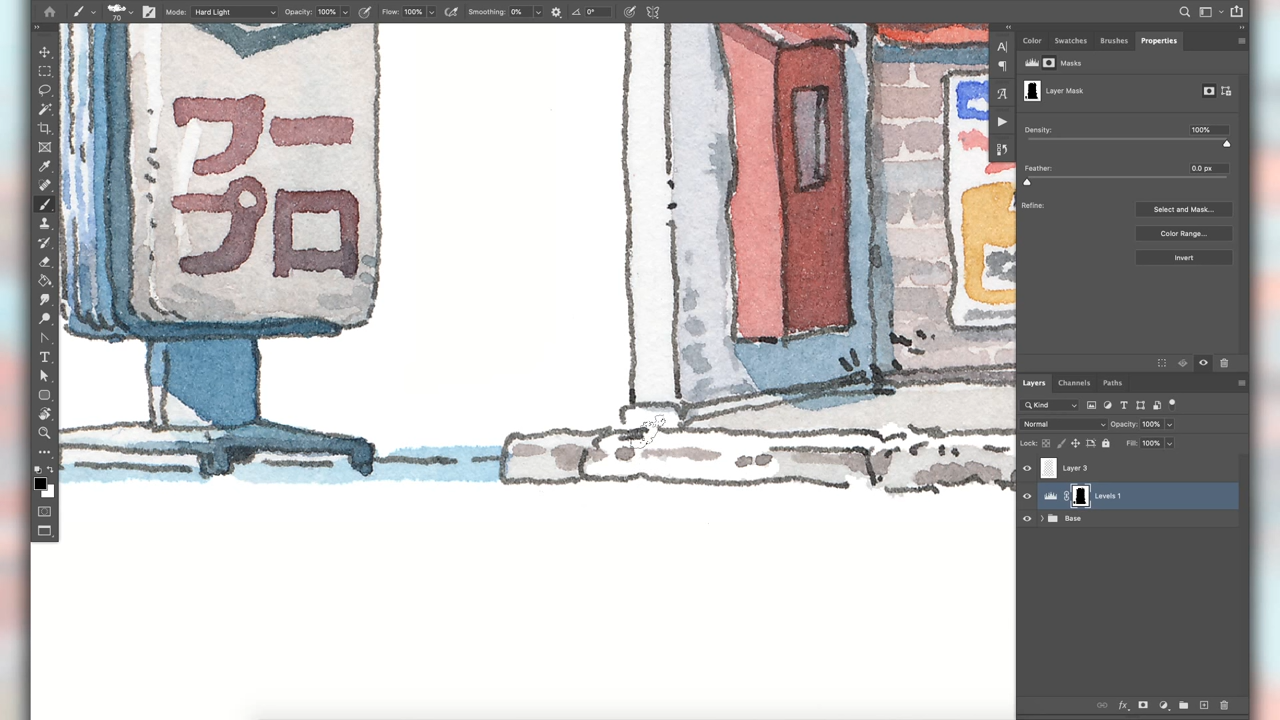 70
Mode:
Hard Light
Opacity:
100%
Flow:
100%
Smoothing:
0%
0°
Color
Swatches
Brushes
Properties
Masks
Layer Mask
Density:
100%
Feather:
0.0 px
Refine:
Select and Mask...
Color Range...
Invert
フー
プロ
Layers
Channels
Paths
Kind
Normal
Opacity:
100%
Lock:
Fill:
100%
Layer 3
Levels 1
Base
fx